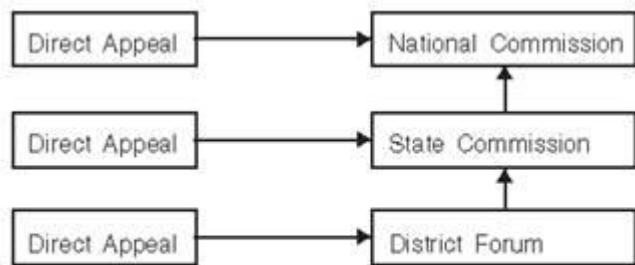 Direct Appeal
National Commission
Direct Appeal
State Commission
Direct Appeal
District Forum